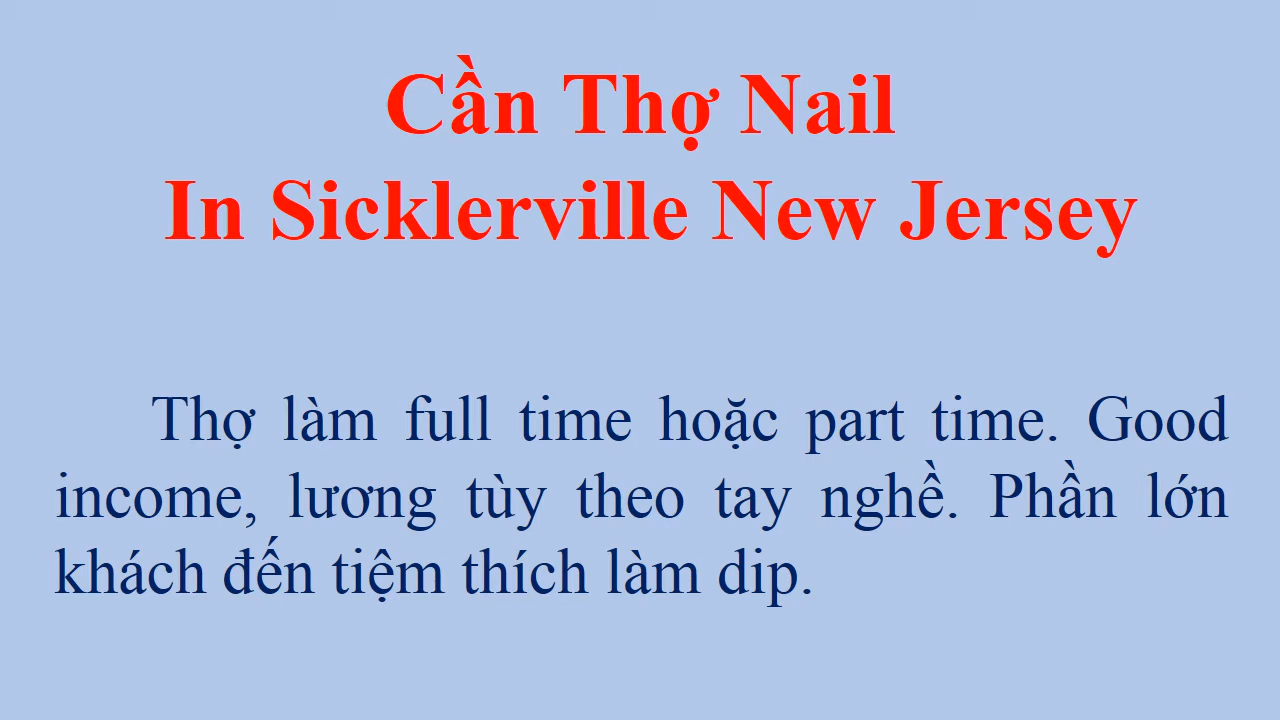 Cần Thợ Nail
In Sicklerville New Jersey
Thợ làm full time hoặc part time. Good
income, lương tùy theo tay nghề. Phần lớn
khách đến tiệm thích làm dip.